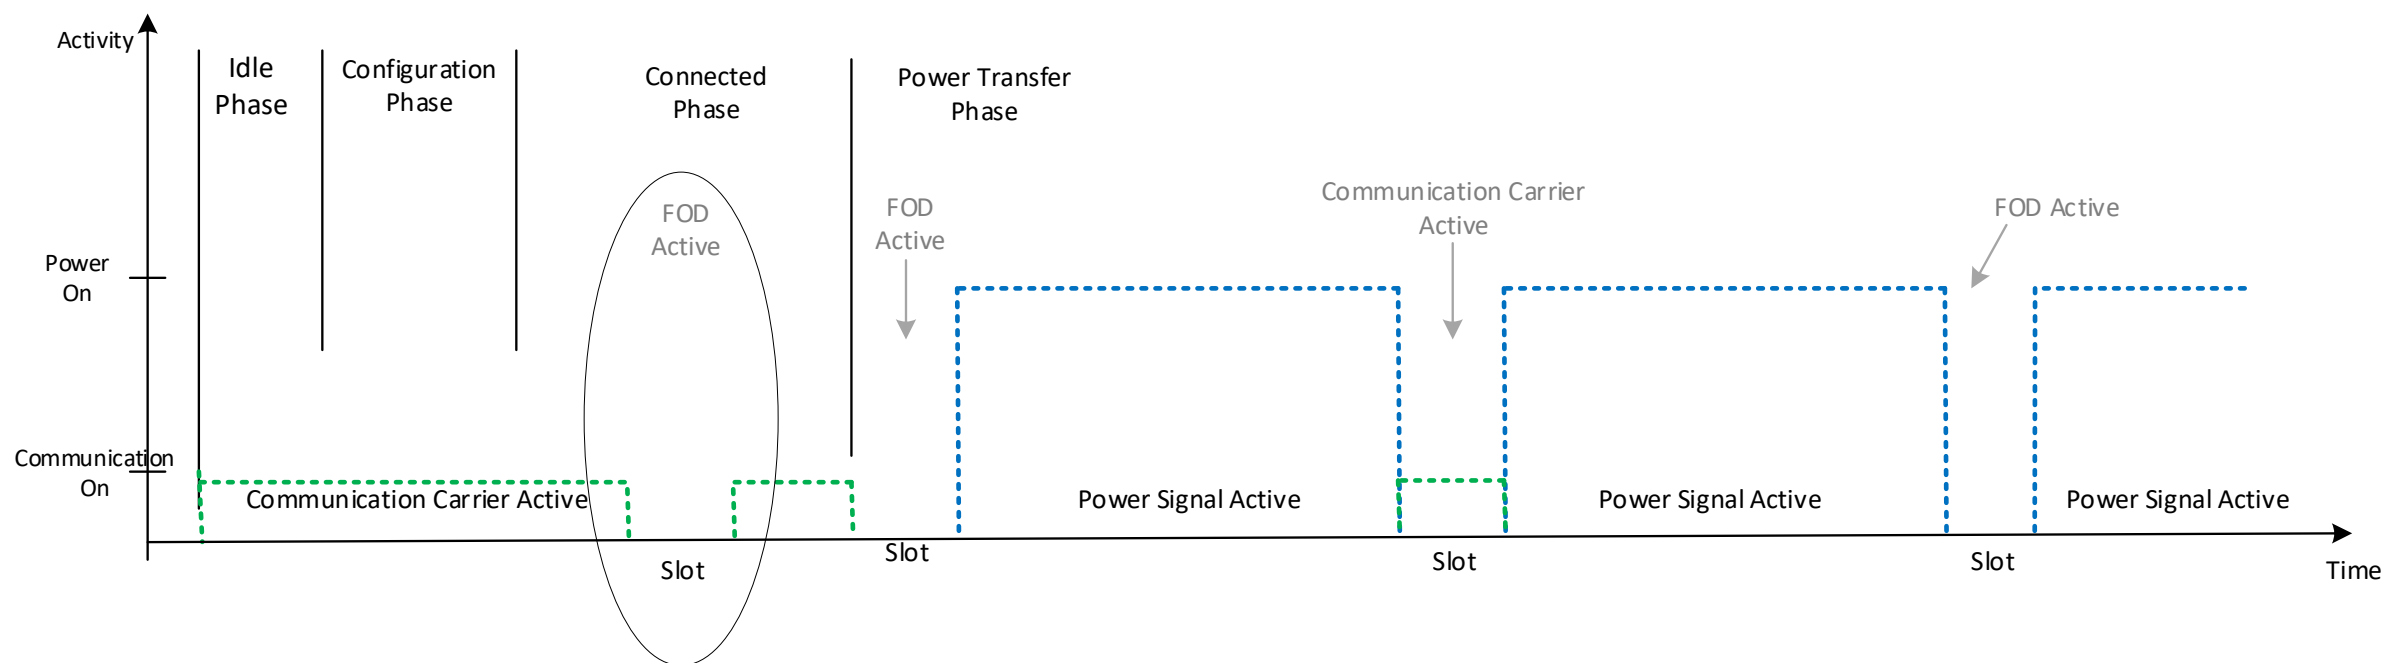 Activity
Idle
Phase
Configuration
Phase
Connected
Phase
Power Transfer
Phase
FOD
Active
FOD
Active
Communication Carrier
Active
FOD Active
Power
On
Communication
On
Communication Carrier Active
Power Signal Active
Power Signal Active
Power Signal Active
Slot
Slot
Slot
Slot
Time